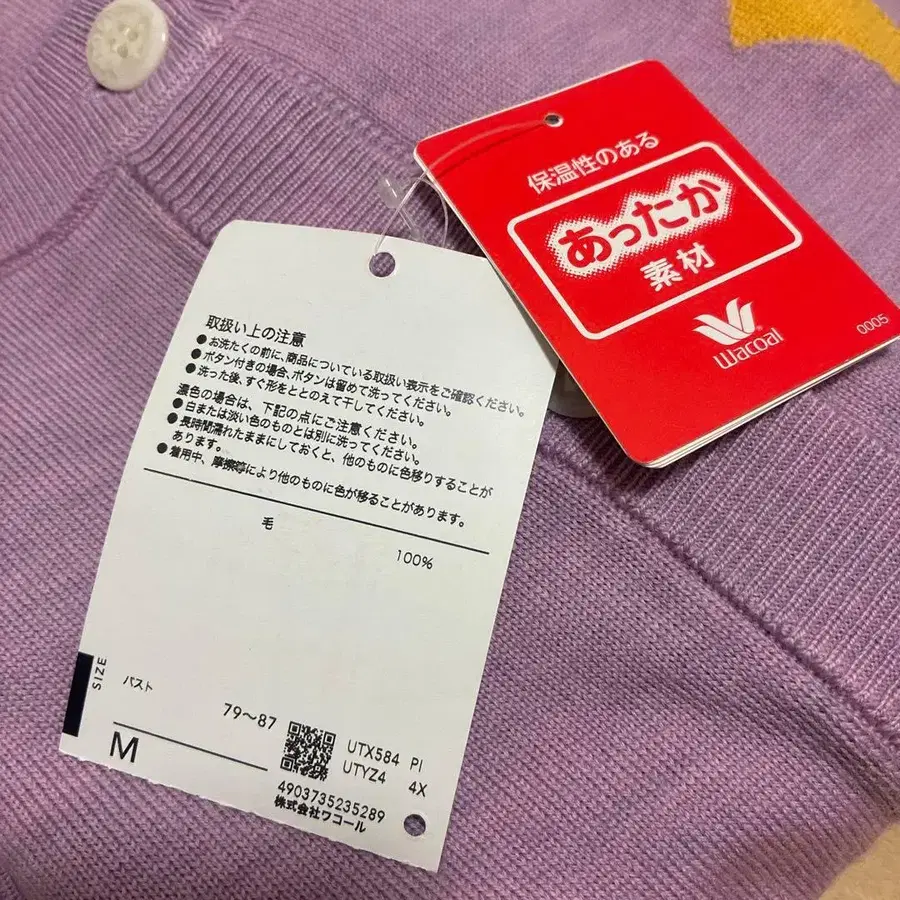 保温性のある
あったか
素材
Wacoal
0005
取扱い上の注意
●お洗たくの前に、商品についている取扱い表示をご確認ください。
●ボタン付きの場合、ボタンは留めて洗ってください。
●洗った後、すぐ形をととのえて干してください。
濃色の場合は、下記の点にご注意ください。
●白または淡い色のものとは別に洗ってください。
●長時間濡れたままにしておくと、他のものに色移りすることが
あります。
●着用中、摩擦等により他のものに色が移ることがあります。
毛
100%
SIZE
バスト
79〜87
M
UTX584 PI
UTYZ4 4X
4903735235289
株式会社ワコール